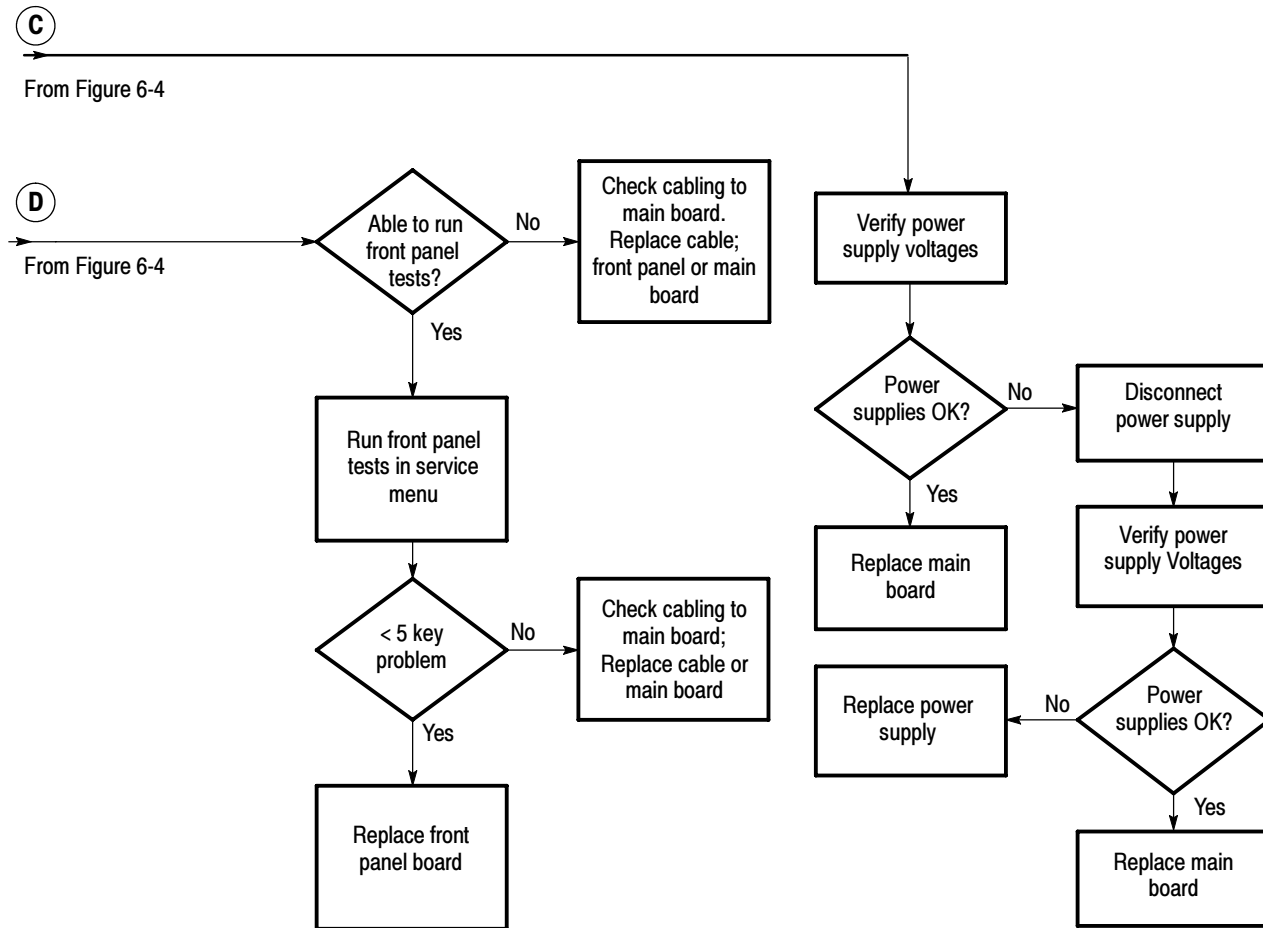 C
From Figure 6-4
D
From Figure 6-4
Able to run
front panel
tests?
No
Check cabling to
main board.
Replace cable;
front panel or main
board
Yes
Run front panel
tests in service
menu
< 5 key
problem
No
Check cabling to
main board;
Replace cable or
main board
Yes
Replace front
panel board
Verify power
supply voltages
Power
supplies OK?
No
Disconnect
power supply
Yes
Replace main
board
Verify power
supply Voltages
Power
supplies OK?
No
Replace power
supply
Yes
Replace main
board